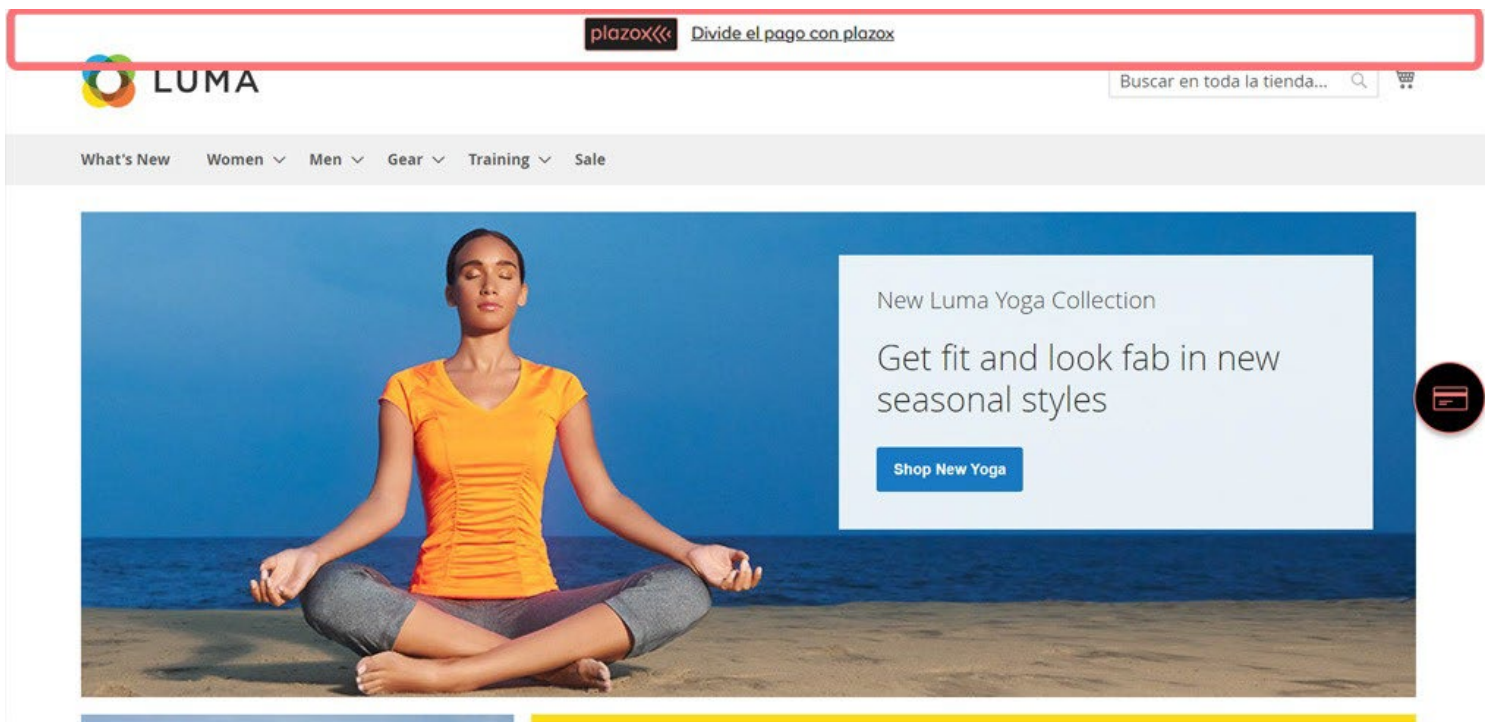 plazox Divide el pago con plazox
LUMA
Buscar en toda la tienda...
What's New Women Men Gear Training Sale
New Luma Yoga Collection
Get fit and look fab in new
seasonal styles
Shop New Yoga